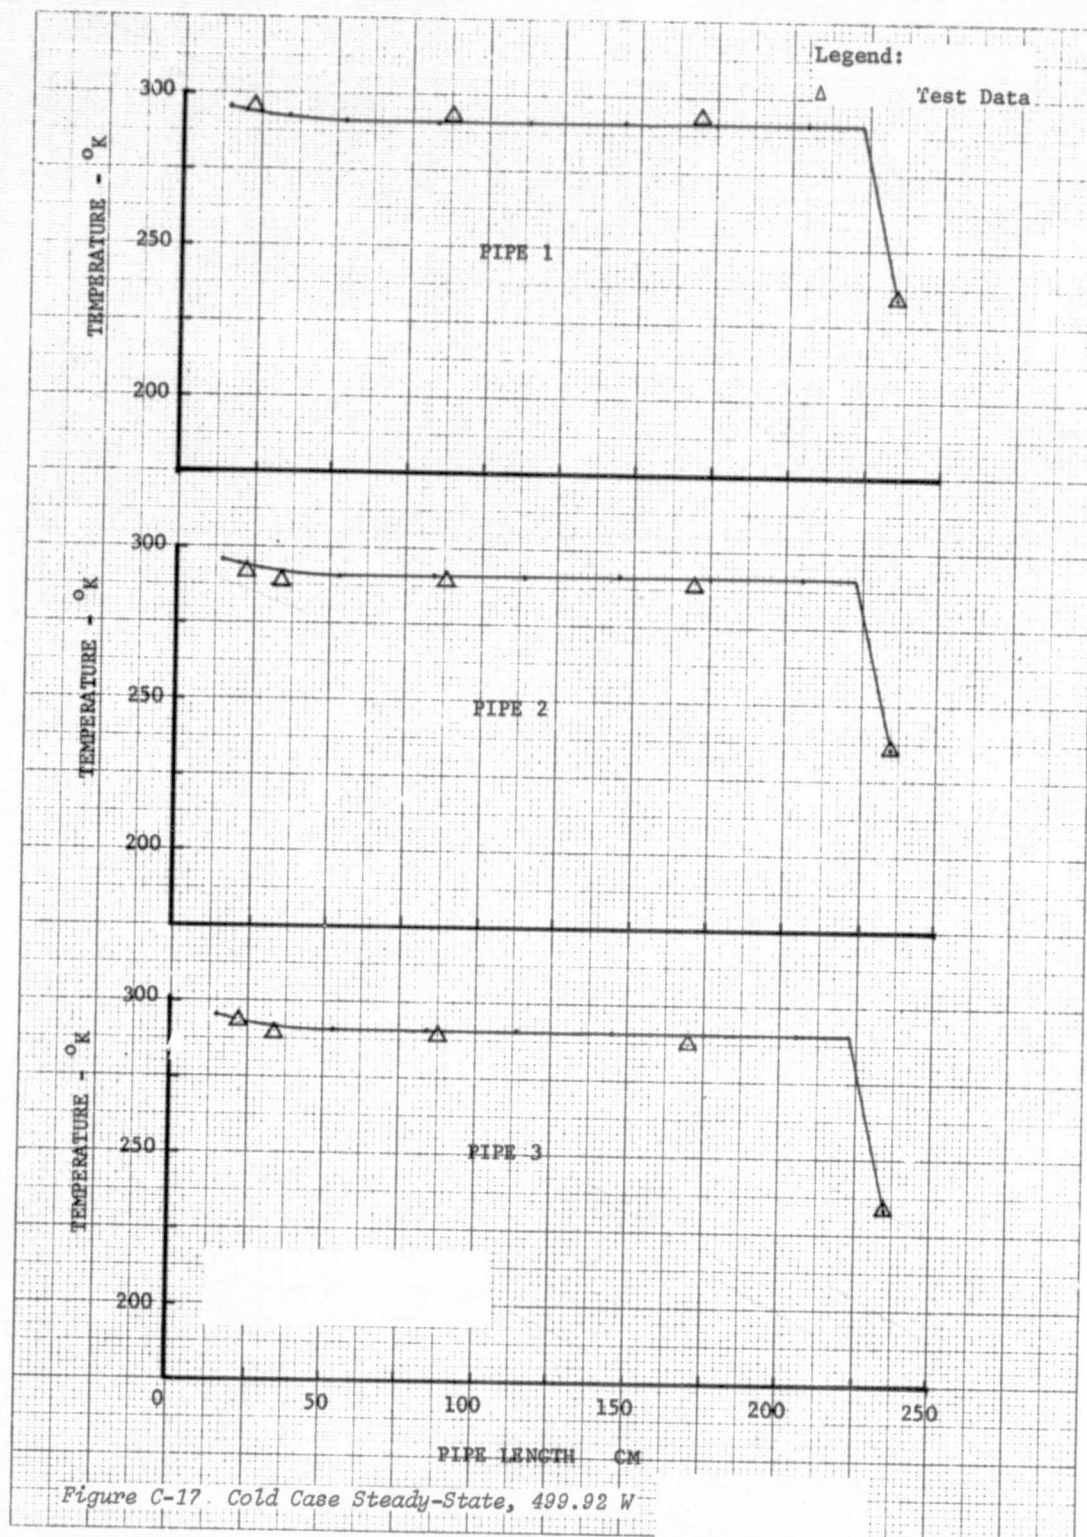 Legend:
△ Test Data
300
250
200
TEMPERATURE - °K
PIPE 1
300
250
200
TEMPERATURE - °K
PIPE 2
300
250
200
TEMPERATURE - °K
PIPE 3
0 50 100 150 200 250
PIPE LENGTH CM
Figure C-17. Cold Case Steady-State, 499.92 W